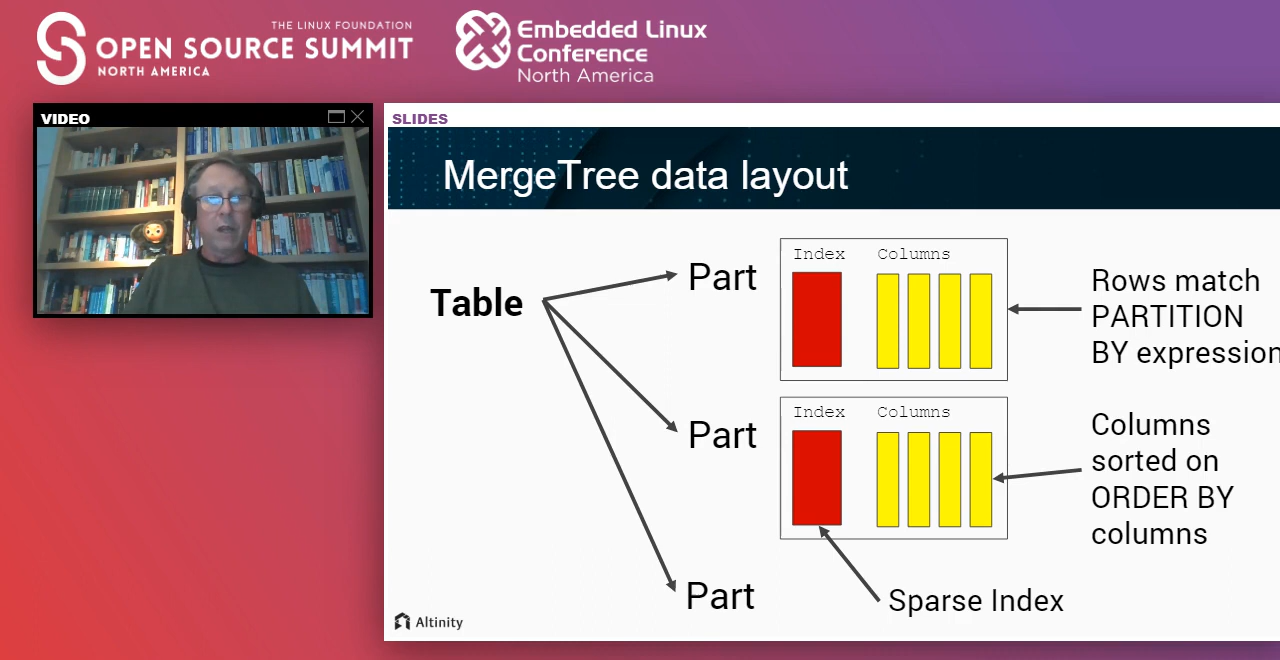 THE LINUX FOUNDATION
OPEN SOURCE SUMMIT
NORTH AMERICA
Embedded Linux
Conference
North America
VIDEO
SLIDES
MergeTree data layout
Table
Part
Index Columns
Rows match
PARTITION
BY expression
Part
Index Columns
Columns
sorted on
ORDER BY
columns
Part
Sparse Index
Altinity